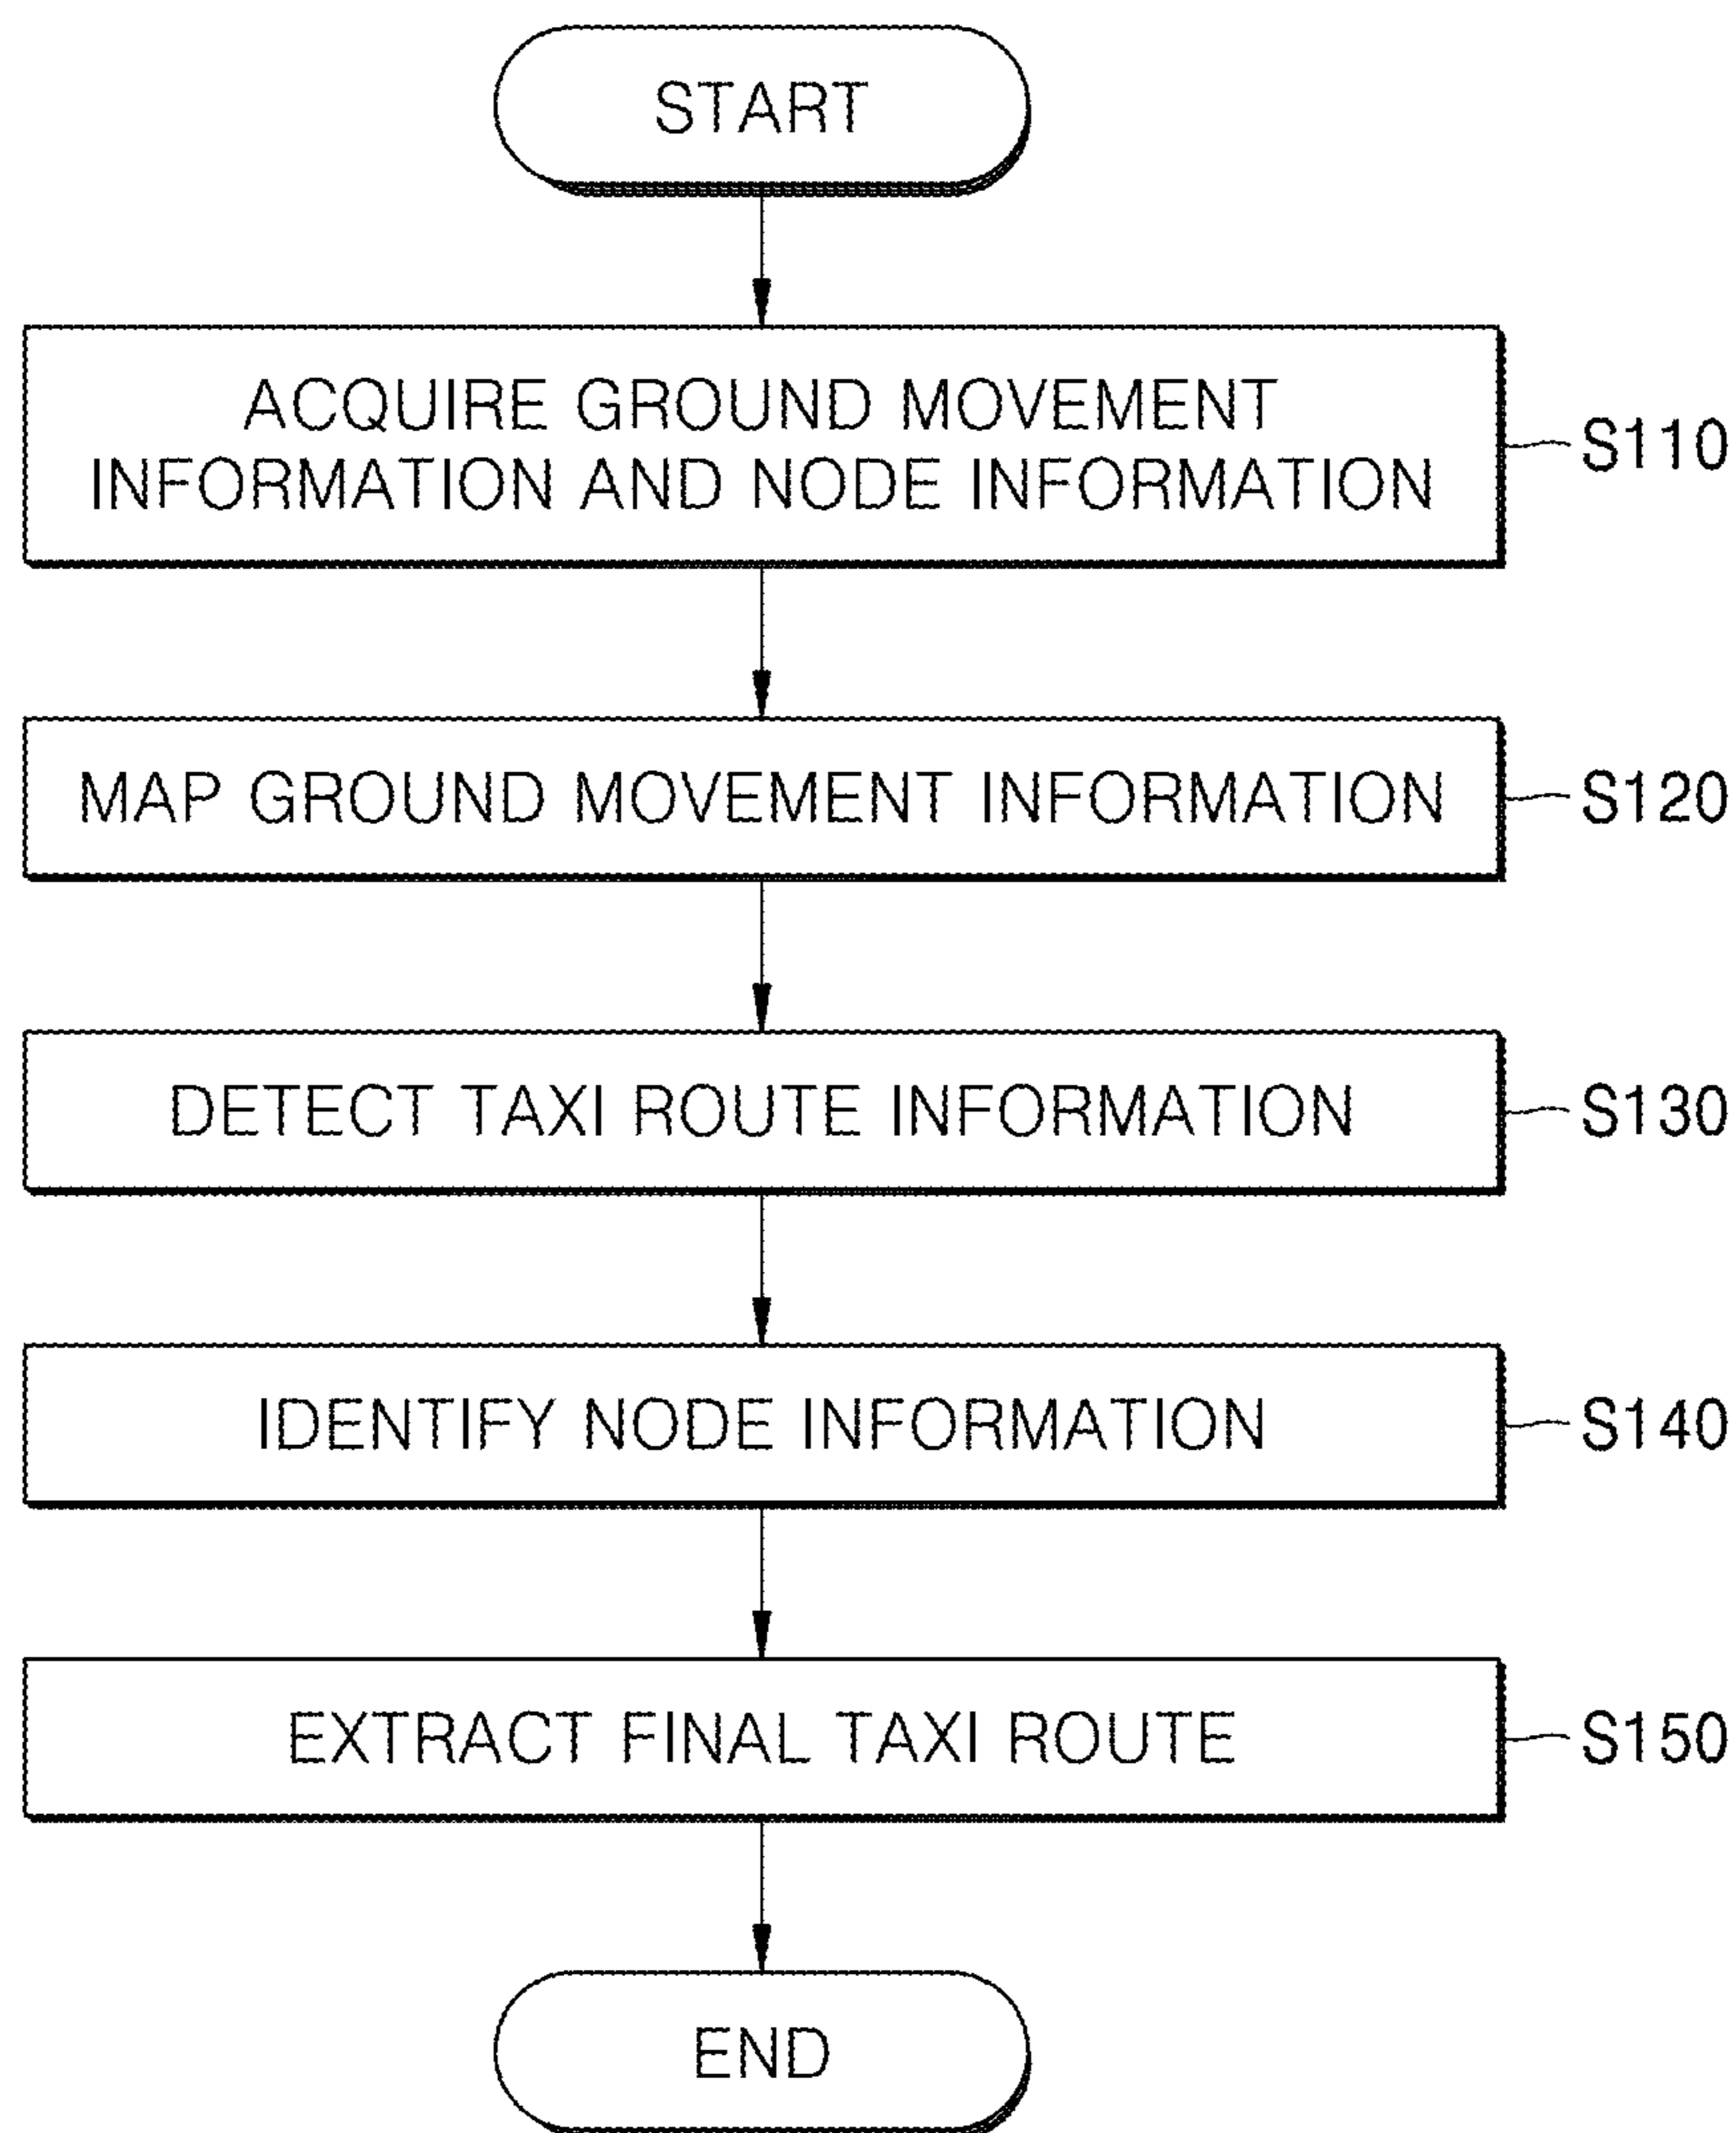 START
ACQUIRE GROUND MOVEMENT
INFORMATION AND NODE INFORMATION
S110
MAP GROUND MOVEMENT INFORMATION
S120
DETECT TAXI ROUTE INFORMATION
S130
IDENTIFY NODE INFORMATION
S140
EXTRACT FINAL TAXI ROUTE
S150
END